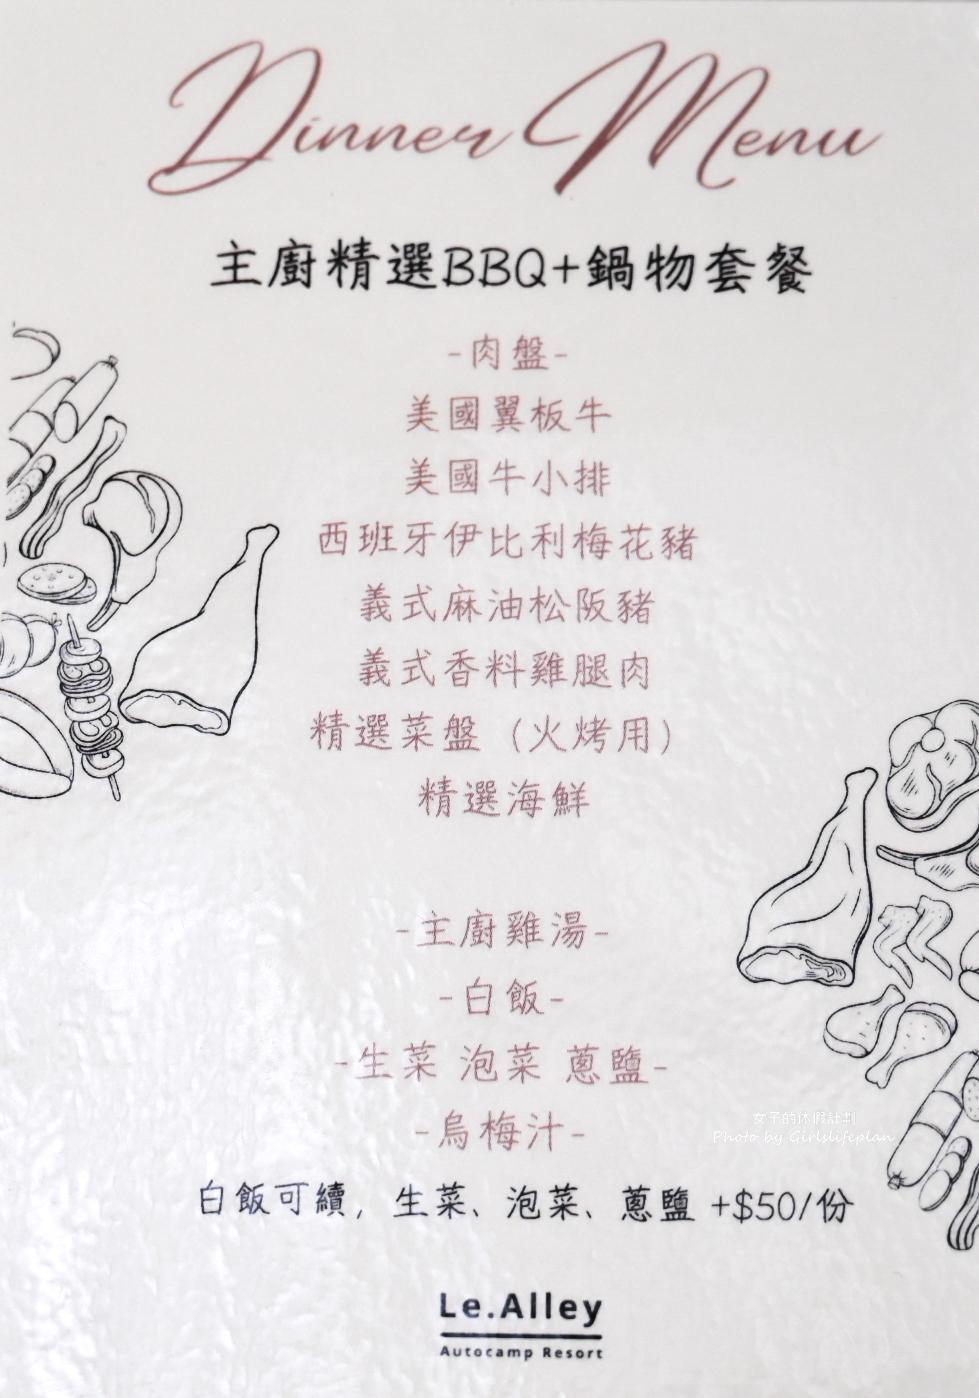 Dinner Menu
主廚精選BBQ+鍋物套餐
-肉盤-
美國翼板牛
美國牛小排
西班牙伊比利梅花豬
義式麻油松阪豬
義式香料雞腿肉
精選菜盤（火烤用）
精選海鮮
-主廚雞湯-
-白飯-
-生菜 泡菜 蔥鹽-
女子的休假計劃
Photo by Girlslifeplan
-烏梅汁-
白飯可續，生菜、泡菜、蔥鹽 +$50/份
Le.Alley
Autocamp Resort